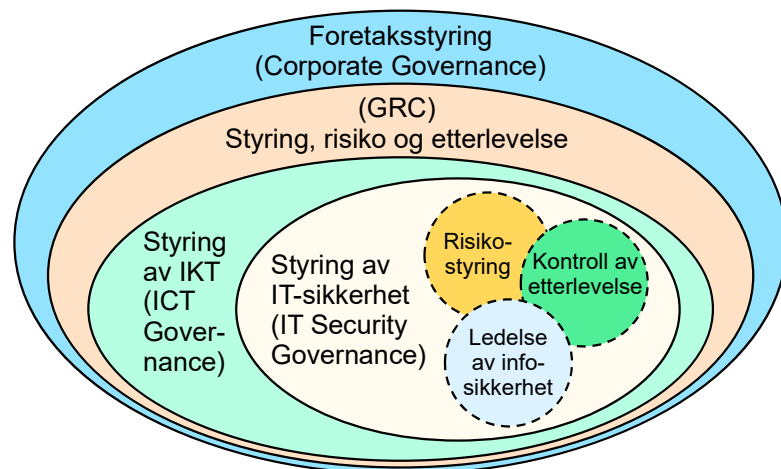 Foretaksstyring
(Corporate Governance)
(GRC)
Styring, risiko og etterlevelse
Styring
av IKT
(ICT
Gover-
nance)
Styring av
IT-sikkerhet
(IT Security
Governance)
Risiko-
styring
Kontroll av
etterlevelse
Ledelse
av info-
sikkerhet